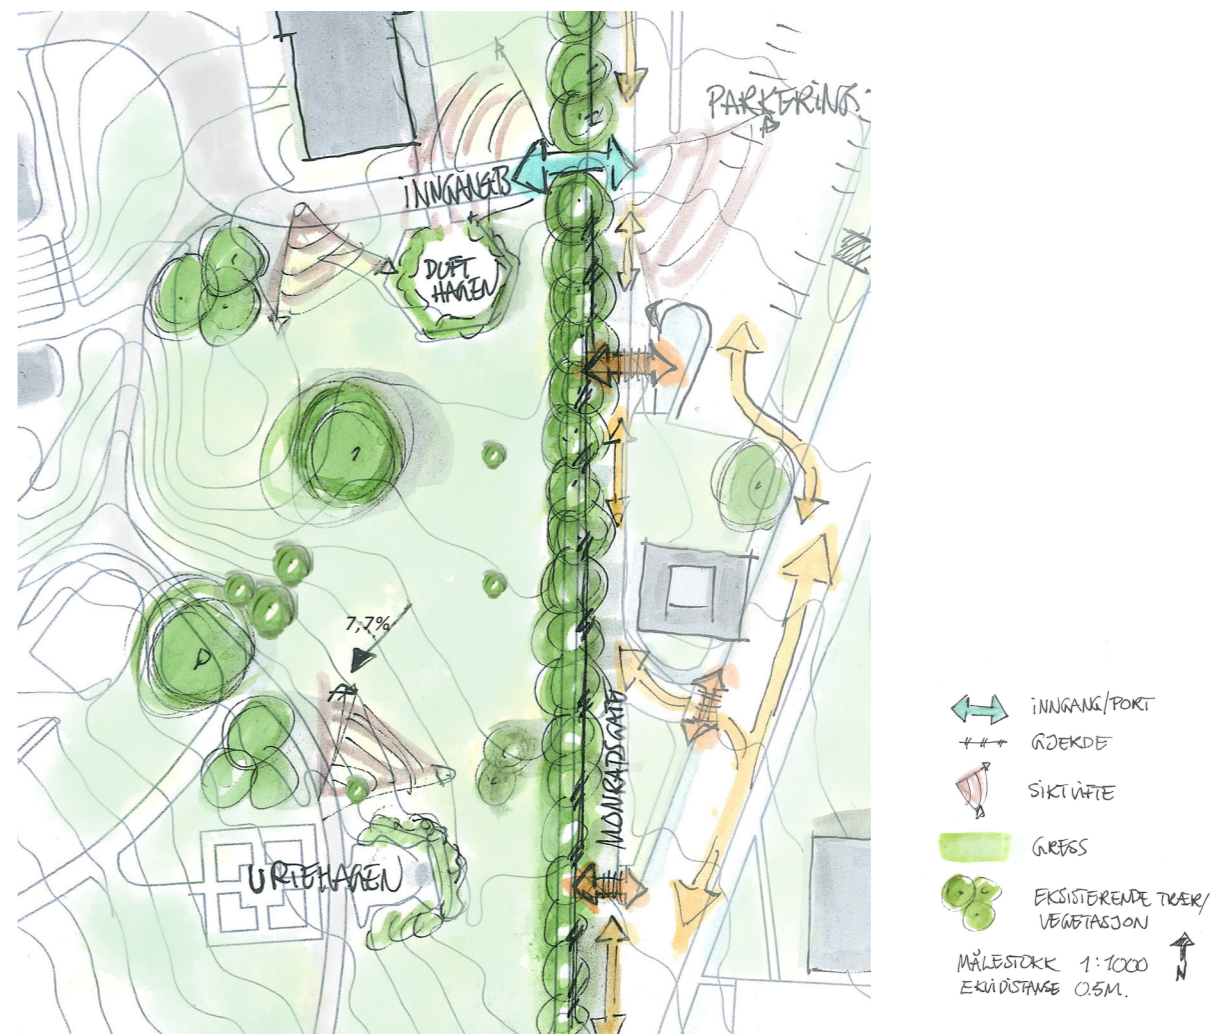 PARKERING
INNGANG B
DUFT
HAGEN
7,7%
MONRADSGATE
URTEHAGEN
INNGANG/PORT
GJERDE
SIKTVIFTE
GRESS
EKSISTERENDE TRÆR/
VEGETASJON
MÅLESTOKK 1:1000
EKVIDISTANSE 0.5M.
N